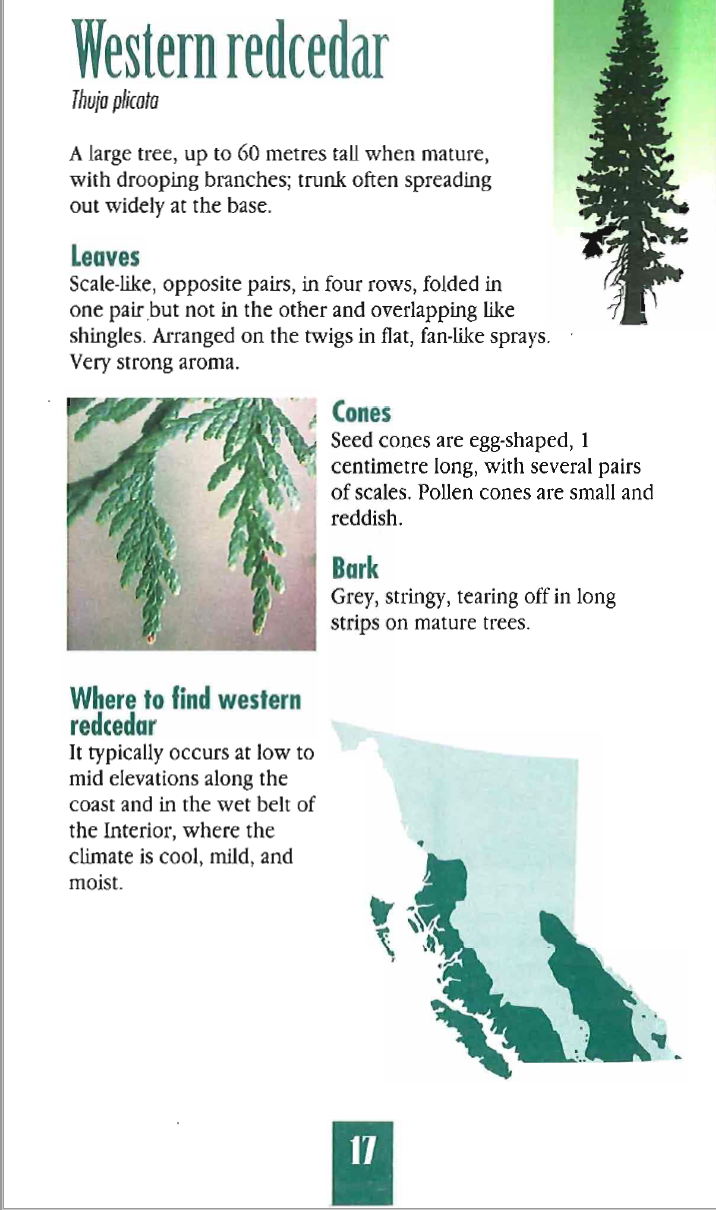 Western redcedar
Thuja plicata
A large tree, up to 60 metres tall when mature,
with drooping branches; trunk often spreading
out widely at the base.
Leaves
Scale-like, opposite pairs, in four rows, folded in
one pair but not in the other and overlapping like
shingles. Arranged on the twigs in flat, fan-like sprays.
Very strong aroma.
Cones
Seed cones are egg-shaped, 1
centimetre long, with several pairs
of scales. Pollen cones are small and
reddish.
Bark
Grey, stringy, tearing off in long
strips on mature trees.
Where to find western
redcedar
It typically occurs at low to
mid elevations along the
coast and in the wet belt of
the Interior, where the
climate is cool, mild, and
moist.
17